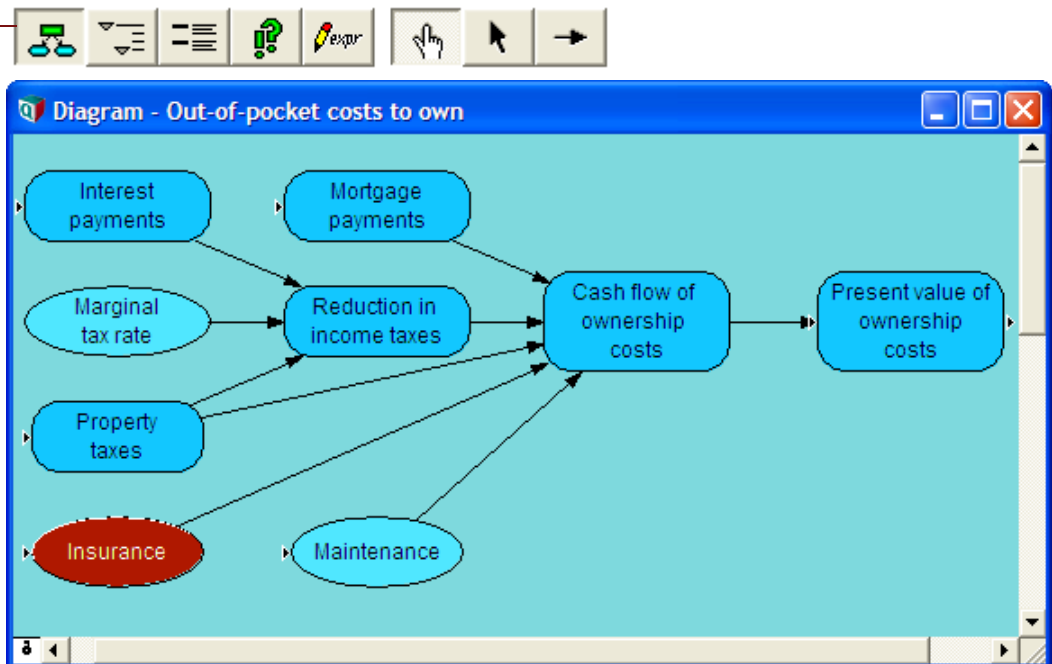 expr
Diagram - Out-of-pocket costs to own
Interest
payments
Mortgage
payments
Marginal
tax rate
Reduction in
income taxes
Cash flow of
ownership
costs
Present value of
ownership
costs
Property
taxes
Insurance
Maintenance